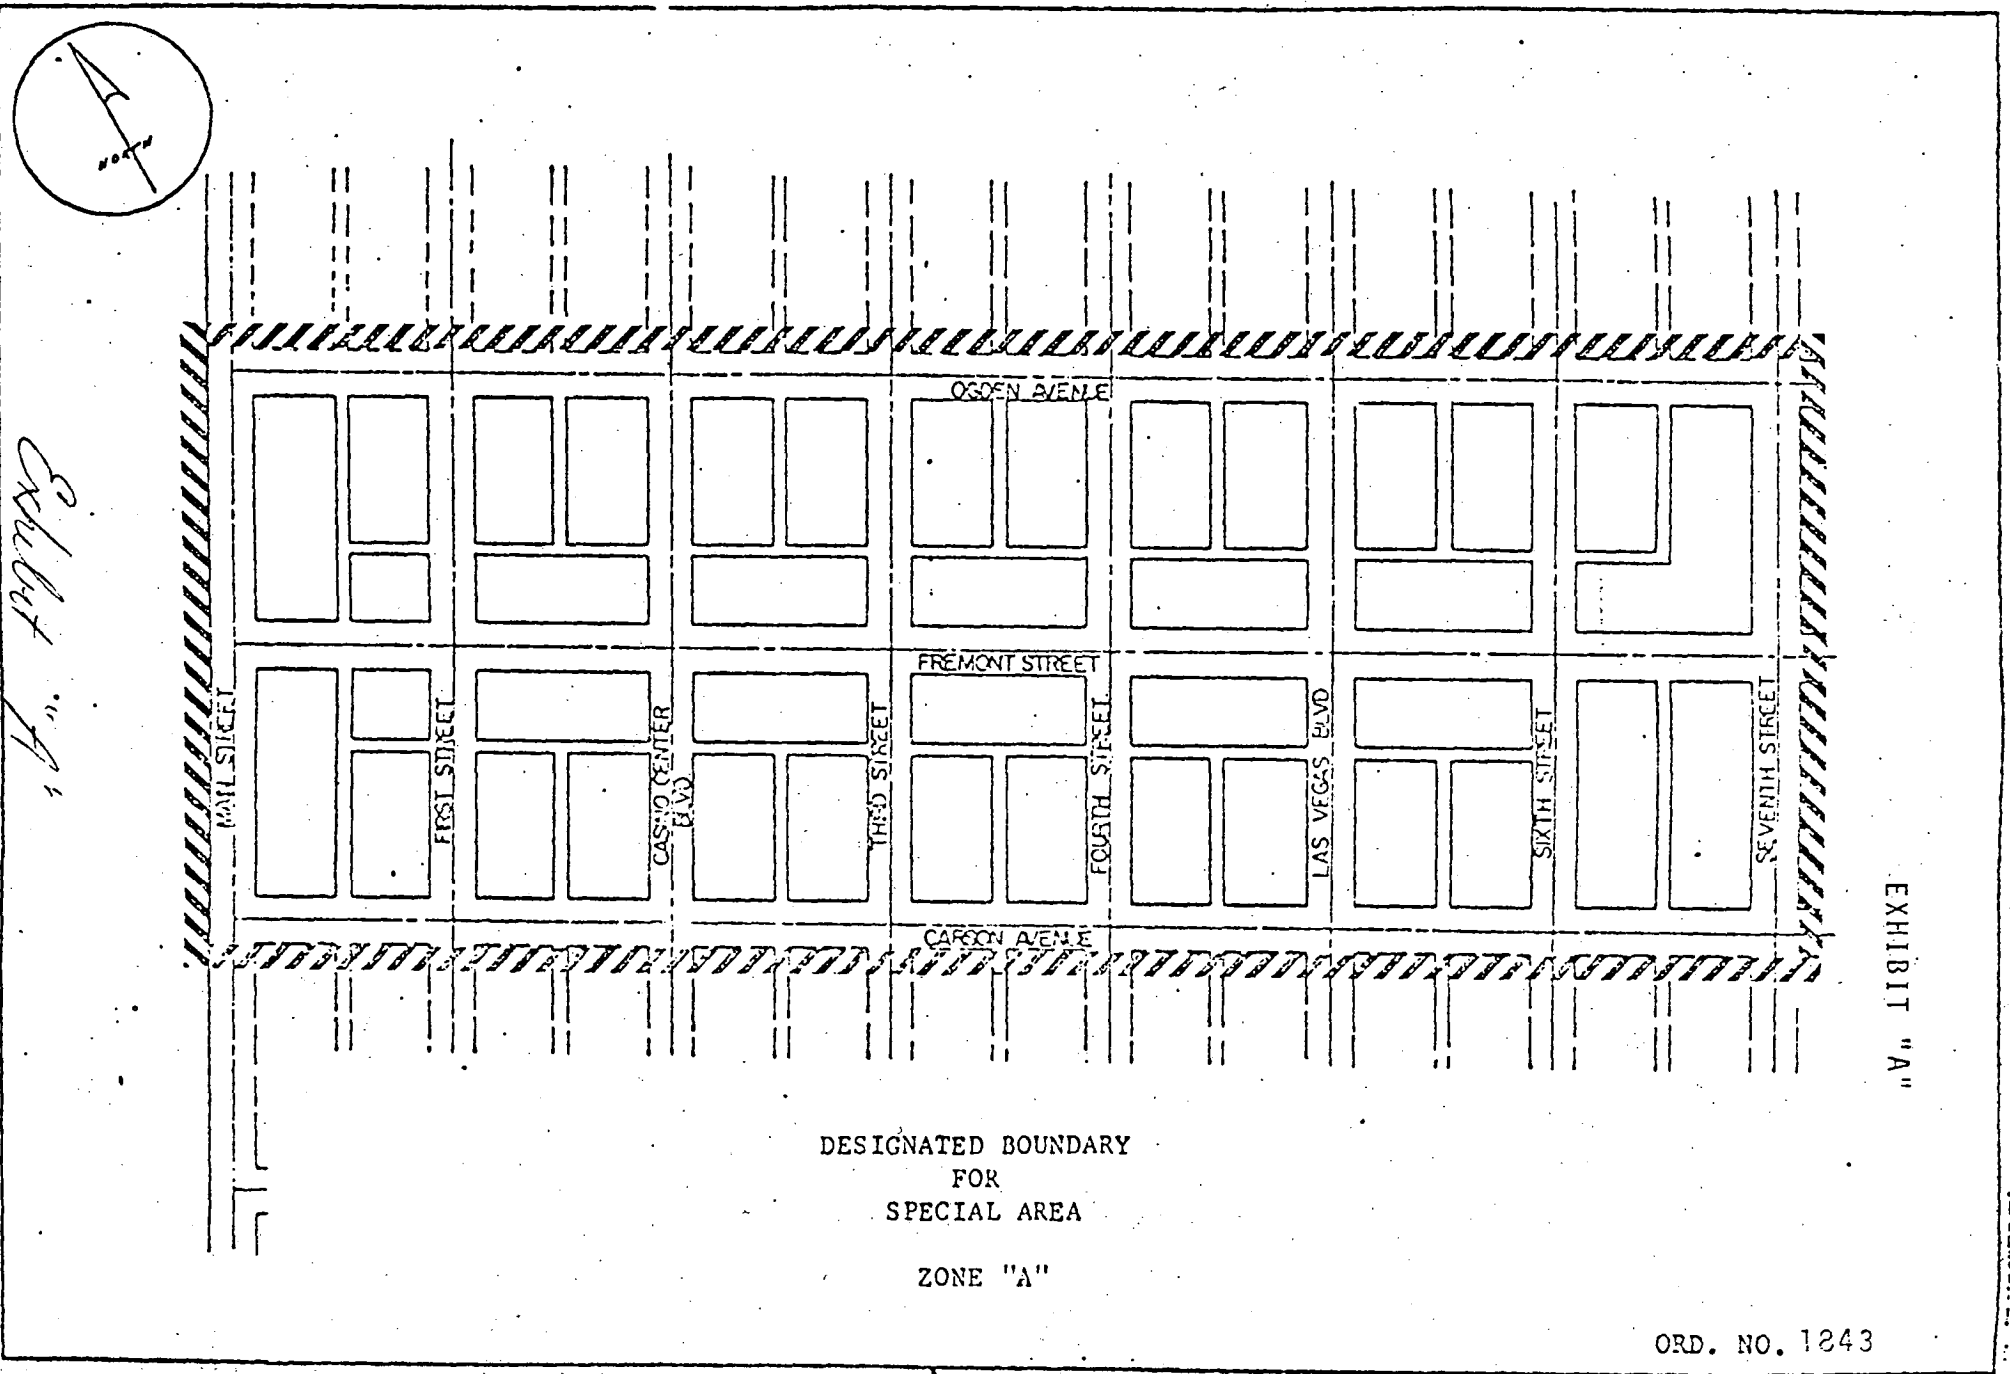 NORTH
OGDEN AVENUE
FREMONT STREET
MAIN STREET
FIRST STREET
CASINO CENTER
BLVD
THIRD STREET
FOURTH STREET
LAS VEGAS BLVD
SIXTH STREET
SEVENTH STREET
CARSON AVENUE
Exhibit "A"
EXHIBIT "A"
DESIGNATED BOUNDARY
FOR
SPECIAL AREA
ZONE "A"
ORD. NO. 1843